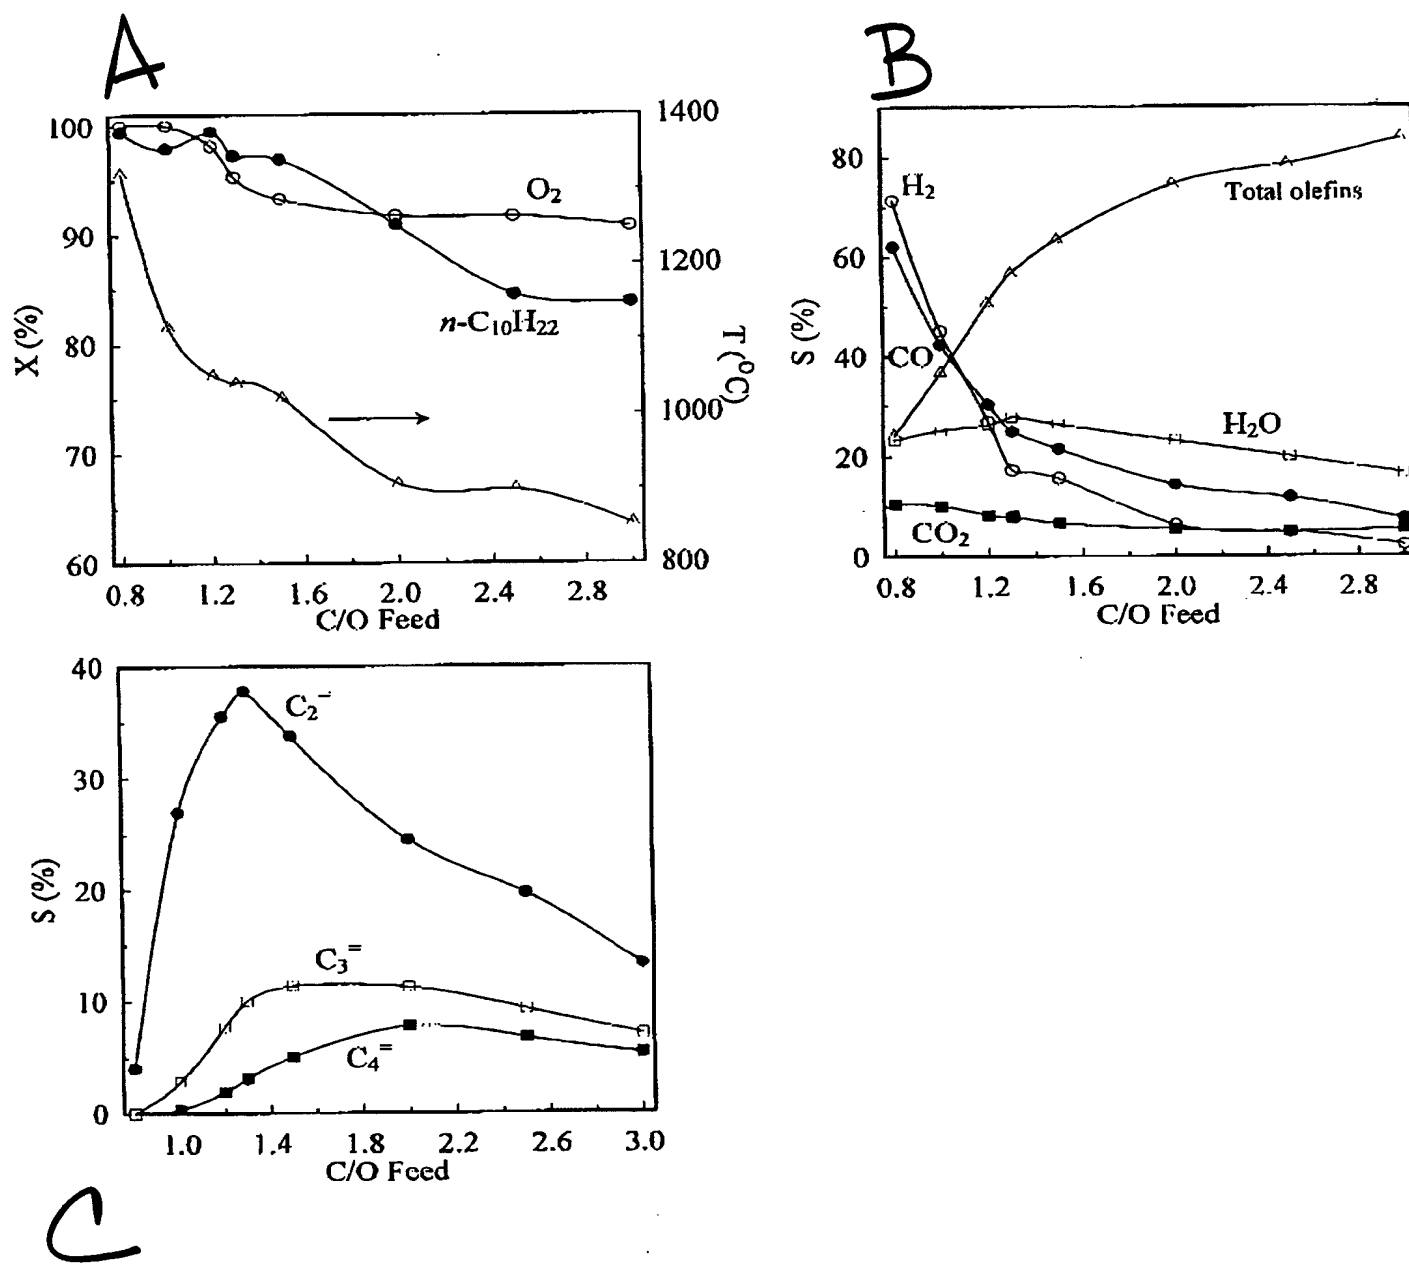 A
100
90
80
70
60
X (%)
O₂
n-C₁₀H₂₂
1400
1200
1000
800
T (⁰C)
0.8 1.2 1.6 2.0 2.4 2.8
C/O Feed
B
80
60
40
20
0
S (%)
H₂
Total olefins
CO
H₂O
CO₂
0.8 1.2 1.6 2.0 2.4 2.8
C/O Feed
40
30
20
10
0
S (%)
C₂⁼
C₃⁼
C₄⁼
1.0 1.4 1.8 2.2 2.6 3.0
C/O Feed
C